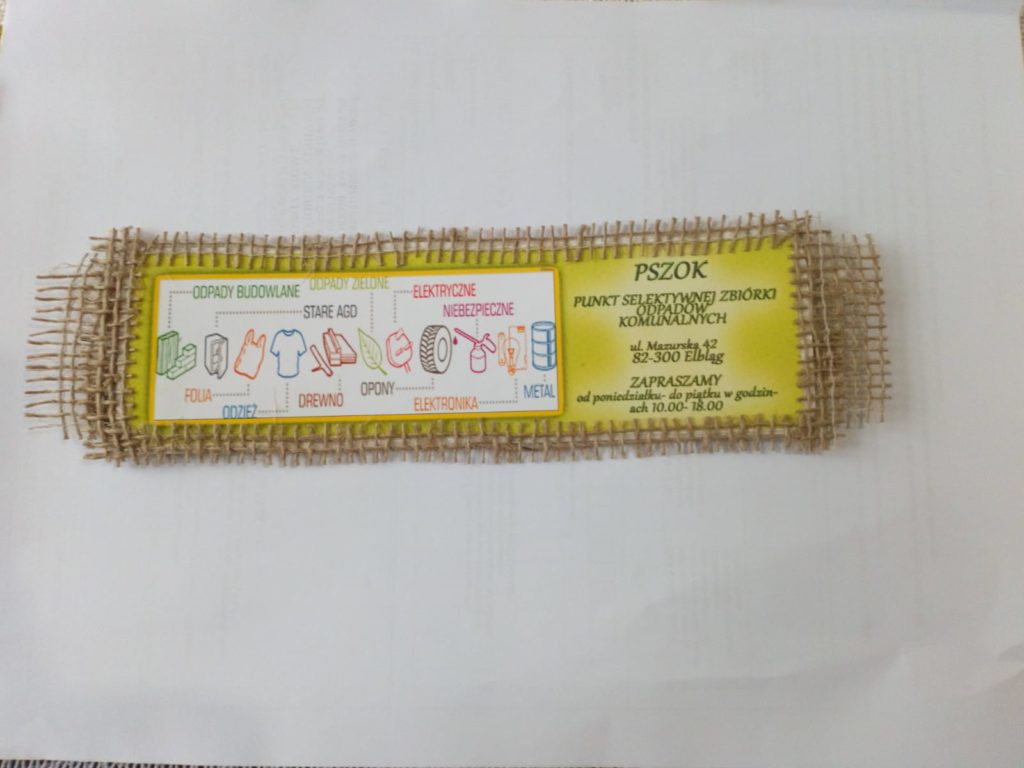 ODPADY BUDOWLANE
ODPADY ZIELONE
ELEKTRYCZNE
STARE AGD
NIEBEZPIECZNE
FOLIA
ODZIEŻ
DREWNO
OPONY
ELEKTRONIKA
METAL
PSZOK
PUNKT SELEKTYWNEJ ZBIÓRKI
ODPADÓW
KOMUNALNYCH
ul. Mazurska 42
82-300 Elbląg
ZAPRASZAMY
od poniedziałku- do piątku w godzin-
ach 10.00- 18.00